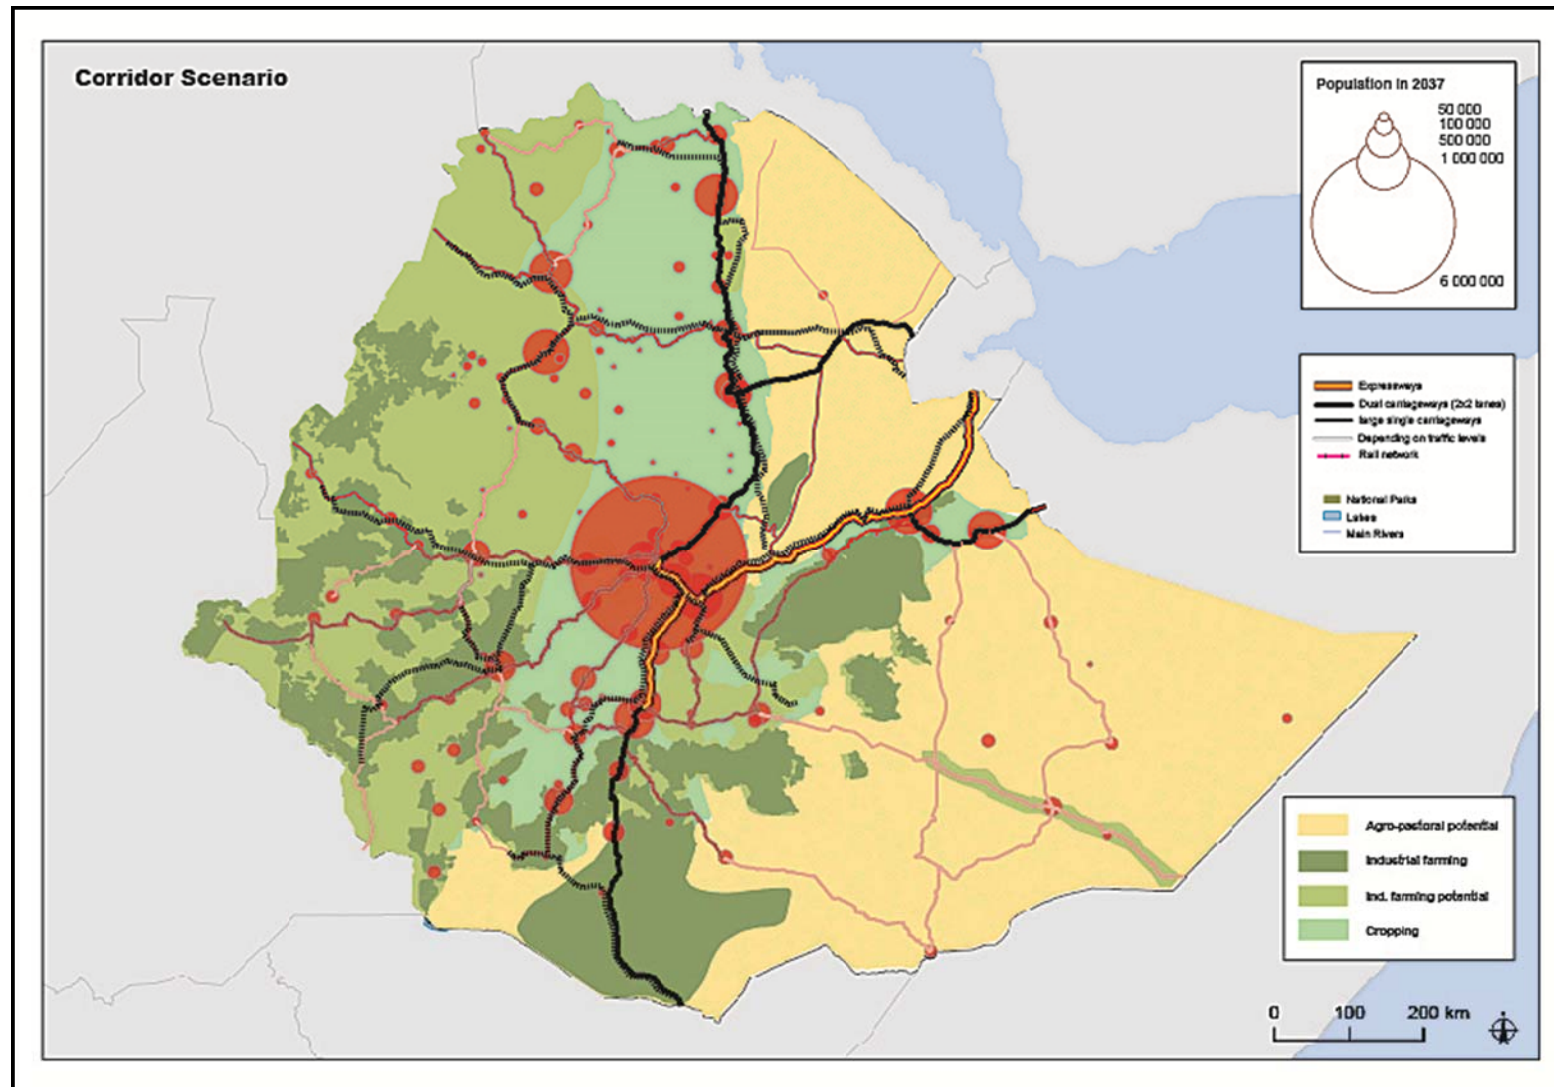 Corridor Scenario
Population in 2037
50 000
100 000
500 000
1 000 000
6 000 000
Expressways
Dual carriageways (2x2 lanes)
large single carriageways
Depending on traffic levels
Rail network
National Parks
Lakes
Main Rivers
Agro-pastoral potential
Industrial farming
Ind. farming potential
Cropping
0 100 200 km